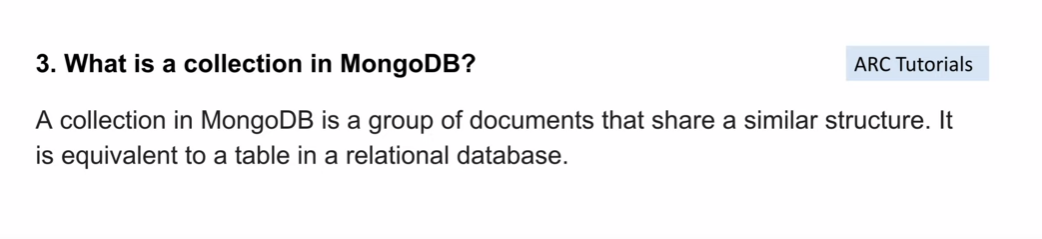 3. What is a collection in MongoDB?
ARC Tutorials
A collection in MongoDB is a group of documents that share a similar structure. It
is equivalent to a table in a relational database.